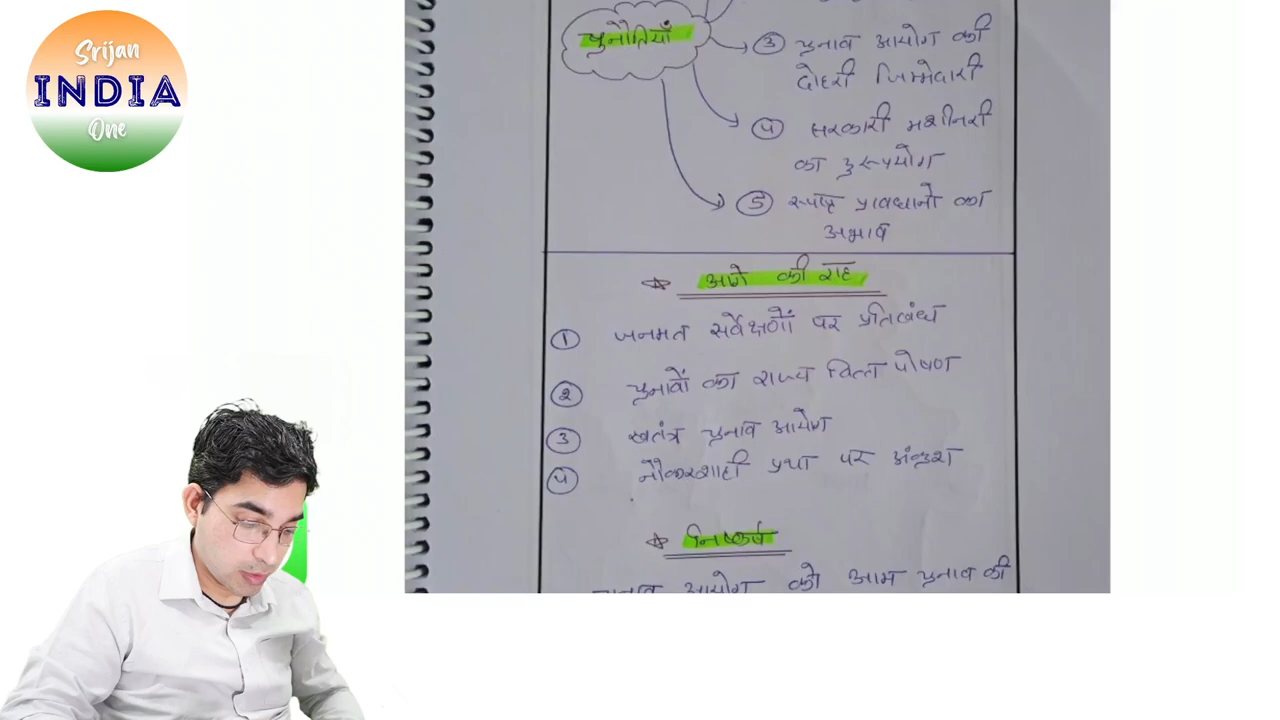 Srijan
INDIA
One
चुनौतियाँ
③ चुनाव आयोग की
दोहरी जिम्मेदारी
④ सरकारी मशीनरी
का दुरूपयोग
⑤ स्पष्ट प्रावधानो का
अभाव
आगे की राह
① जनमत सर्वेक्षणों पर प्रतिबंध
② चुनावों का राज्य वित्त पोषण
③ स्वतंत्र चुनाव आयोग
④ नौकरशाही प्रथा पर अंकुश
निष्कर्ष
चुनाव आयोग को आम चुनाव की